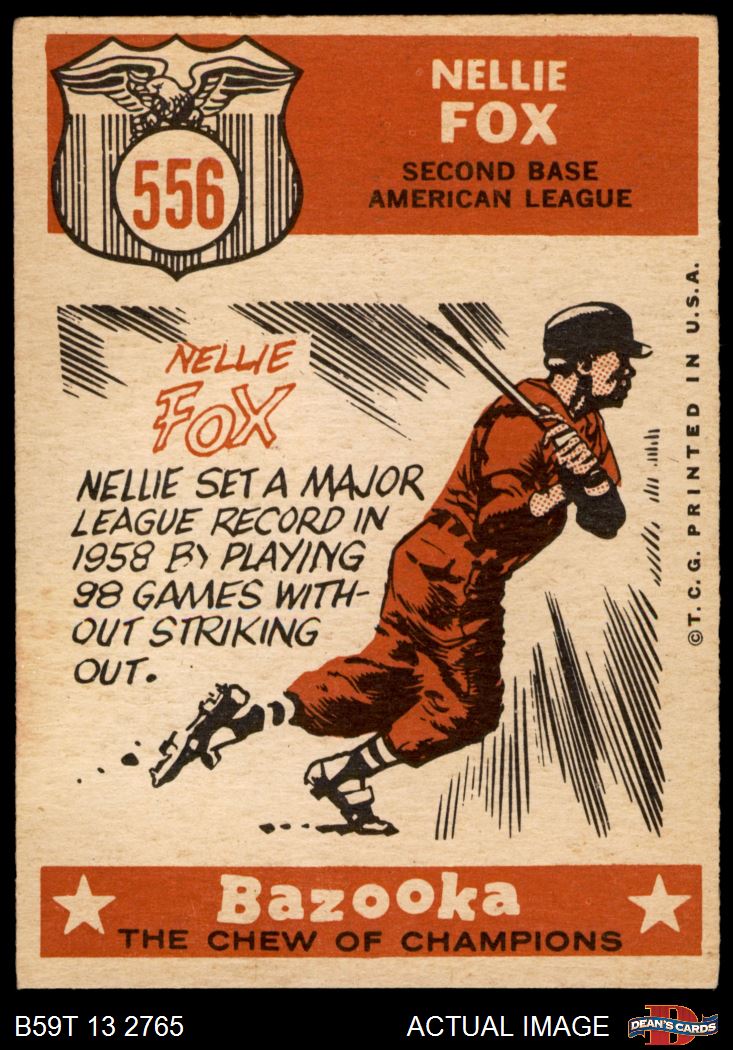 556
NELLIE
FOX
SECOND BASE
AMERICAN LEAGUE
NELLIE
FOX
NELLIE SET A MAJOR
LEAGUE RECORD IN
1958 BY PLAYING
98 GAMES WITH-
OUT STRIKING
OUT.
© T. C. G. PRINTED IN U.S.A.
Bazooka
THE CHEW OF CHAMPIONS
B59T 13 2765
ACTUAL IMAGE
D
DEAN'S CARDS